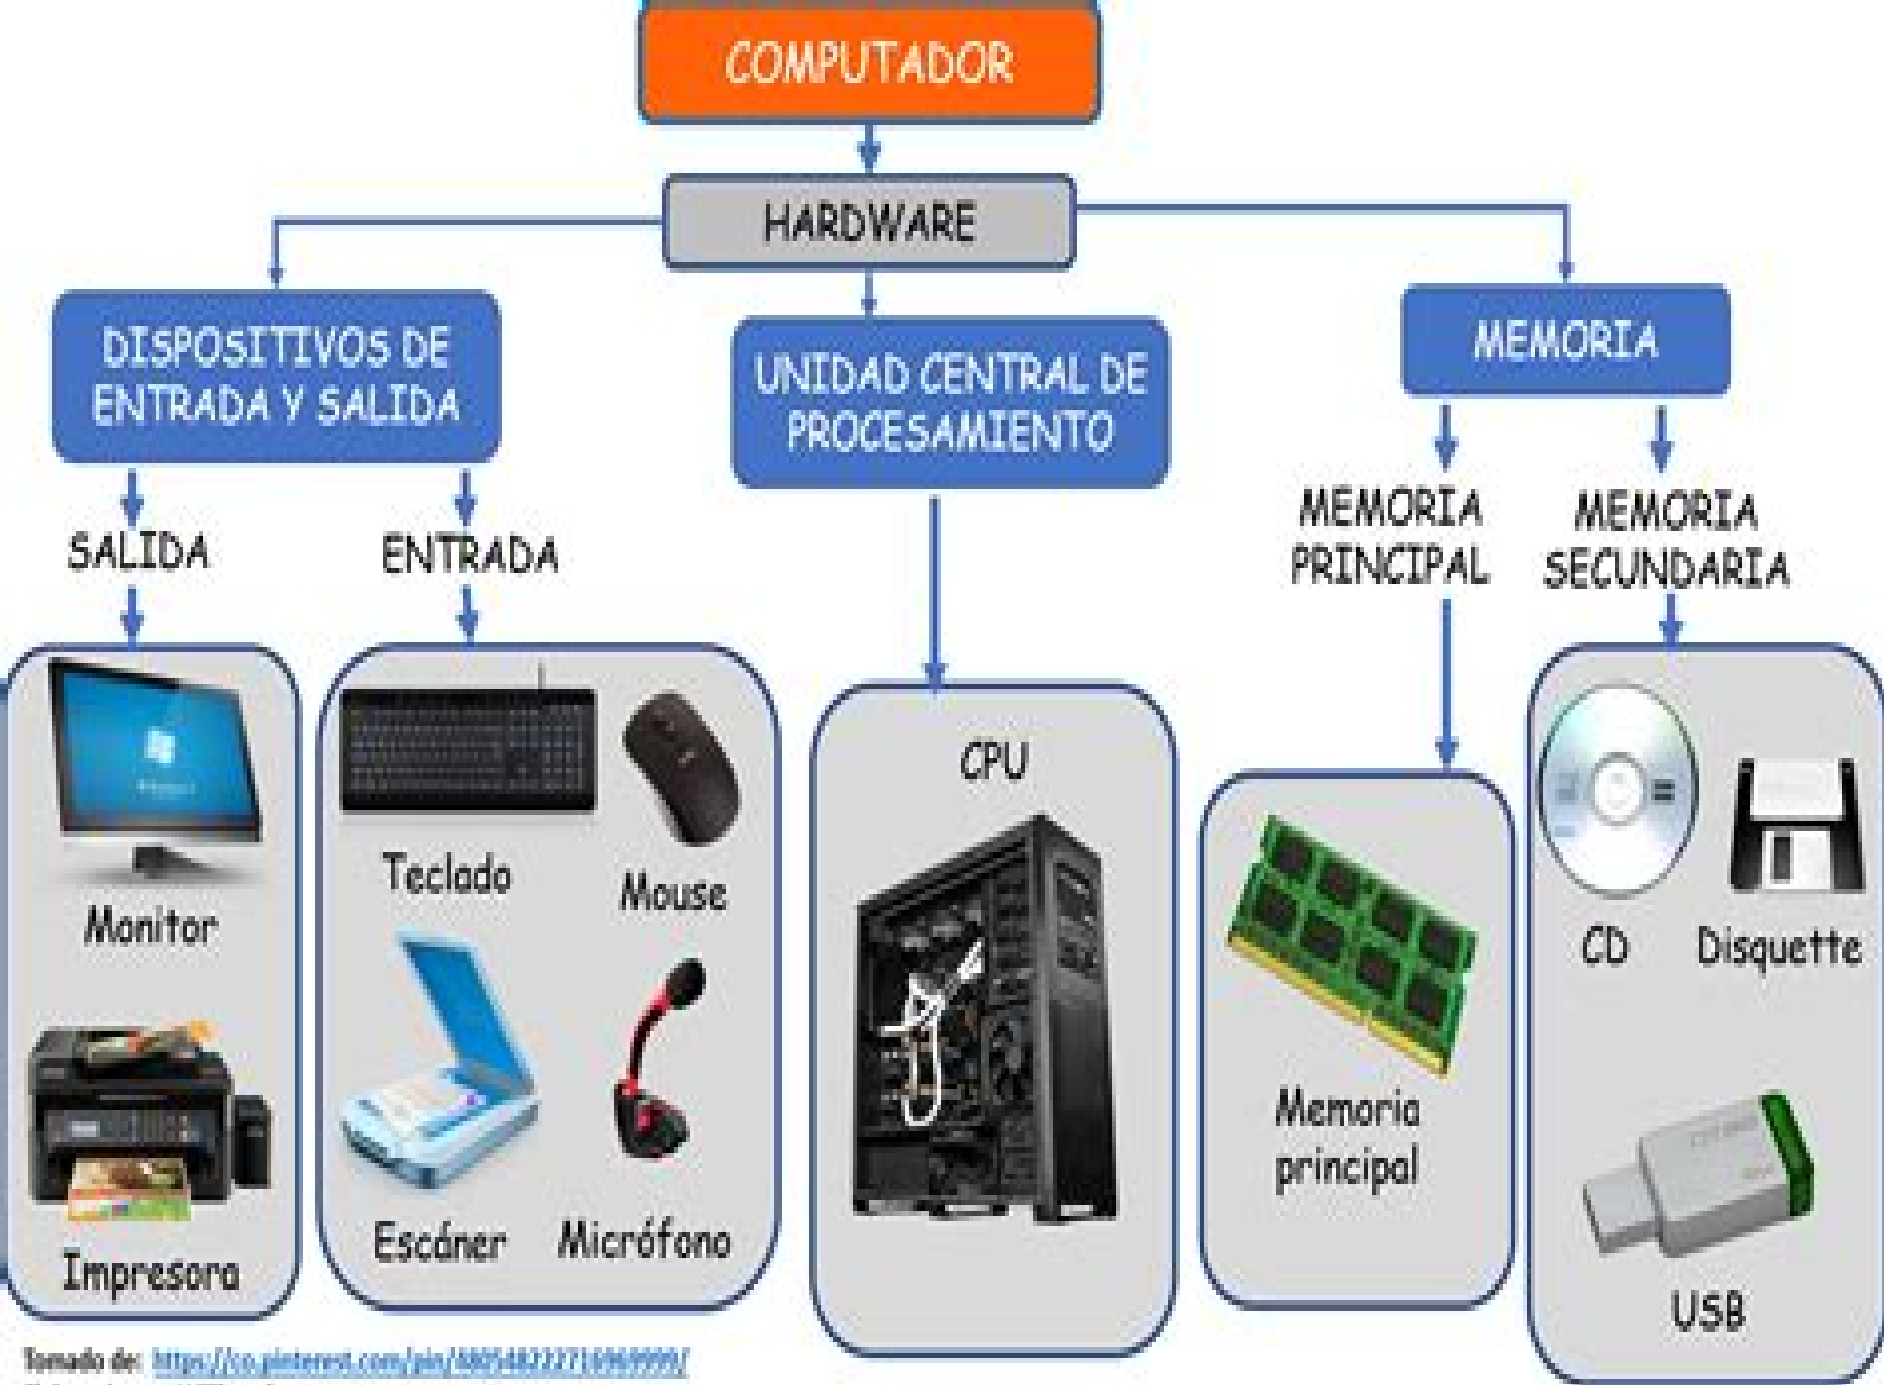 COMPUTADOR
HARDWARE
DISPOSITIVOS DE
ENTRADA Y SALIDA
UNIDAD CENTRAL DE
PROCESAMIENTO
MEMORIA
SALIDA
ENTRADA
MEMORIA
PRINCIPAL
MEMORIA
SECUNDARIA
Monitor
Impresora
Teclado
Mouse
Escáner
Micrófono
CPU
Memoria
principal
CD
Disquette
USB
Tomado de: